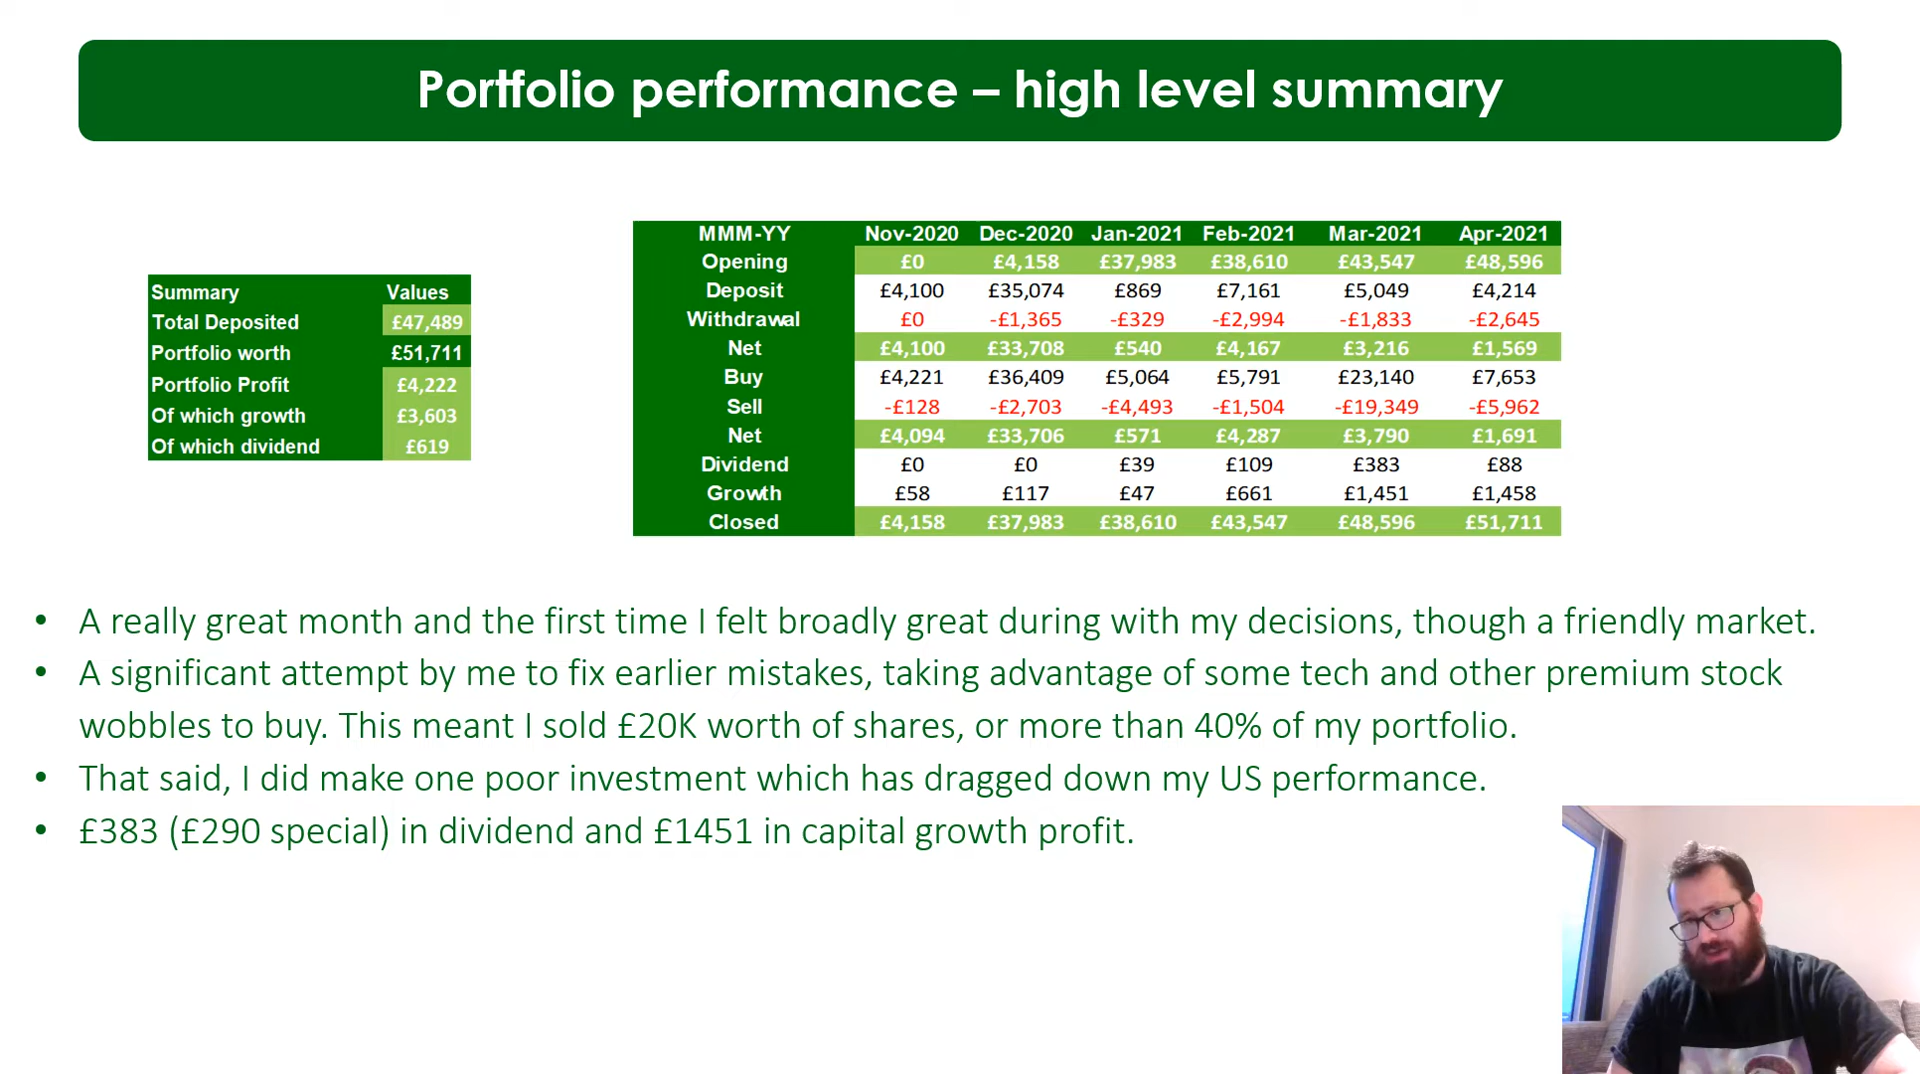 Portfolio performance – high level summary
Summary Values
Total Deposited £47,489
Portfolio worth £51,711
Portfolio Profit £4,222
Of which growth £3,603
Of which dividend £619
MMM-YY Nov-2020 Dec-2020 Jan-2021 Feb-2021 Mar-2021 Apr-2021
Opening £0 £4,158 £37,983 £38,610 £43,547 £48,596
Deposit £4,100 £35,074 £869 £7,161 £5,049 £4,214
Withdrawal £0 -£1,365 -£329 -£2,994 -£1,833 -£2,645
Net £4,100 £33,708 £540 £4,167 £3,216 £1,569
Buy £4,221 £36,409 £5,064 £5,791 £23,140 £7,653
Sell -£128 -£2,703 -£4,493 -£1,504 -£19,349 -£5,962
Net £4,094 £33,706 £571 £4,287 £3,790 £1,691
Dividend £0 £0 £39 £109 £383 £88
Growth £58 £117 £47 £661 £1,451 £1,458
Closed £4,158 £37,983 £38,610 £43,547 £48,596 £51,711
• A really great month and the first time I felt broadly great during with my decisions, though a friendly market.
• A significant attempt by me to fix earlier mistakes, taking advantage of some tech and other premium stock
wobbles to buy. This meant I sold £20K worth of shares, or more than 40% of my portfolio.
• That said, I did make one poor investment which has dragged down my US performance.
• £383 (£290 special) in dividend and £1451 in capital growth profit.